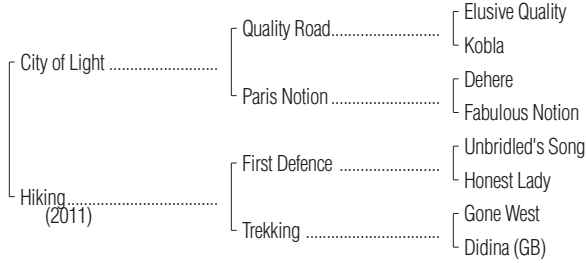 Elusive Quality
Quality Road
Kobla
City of Light
Dehere
Paris Notion
Fabulous Notion
Unbridled's Song
First Defence
Honest Lady
Hiking
(2011)
Gone West
Trekking
Didina (GB)